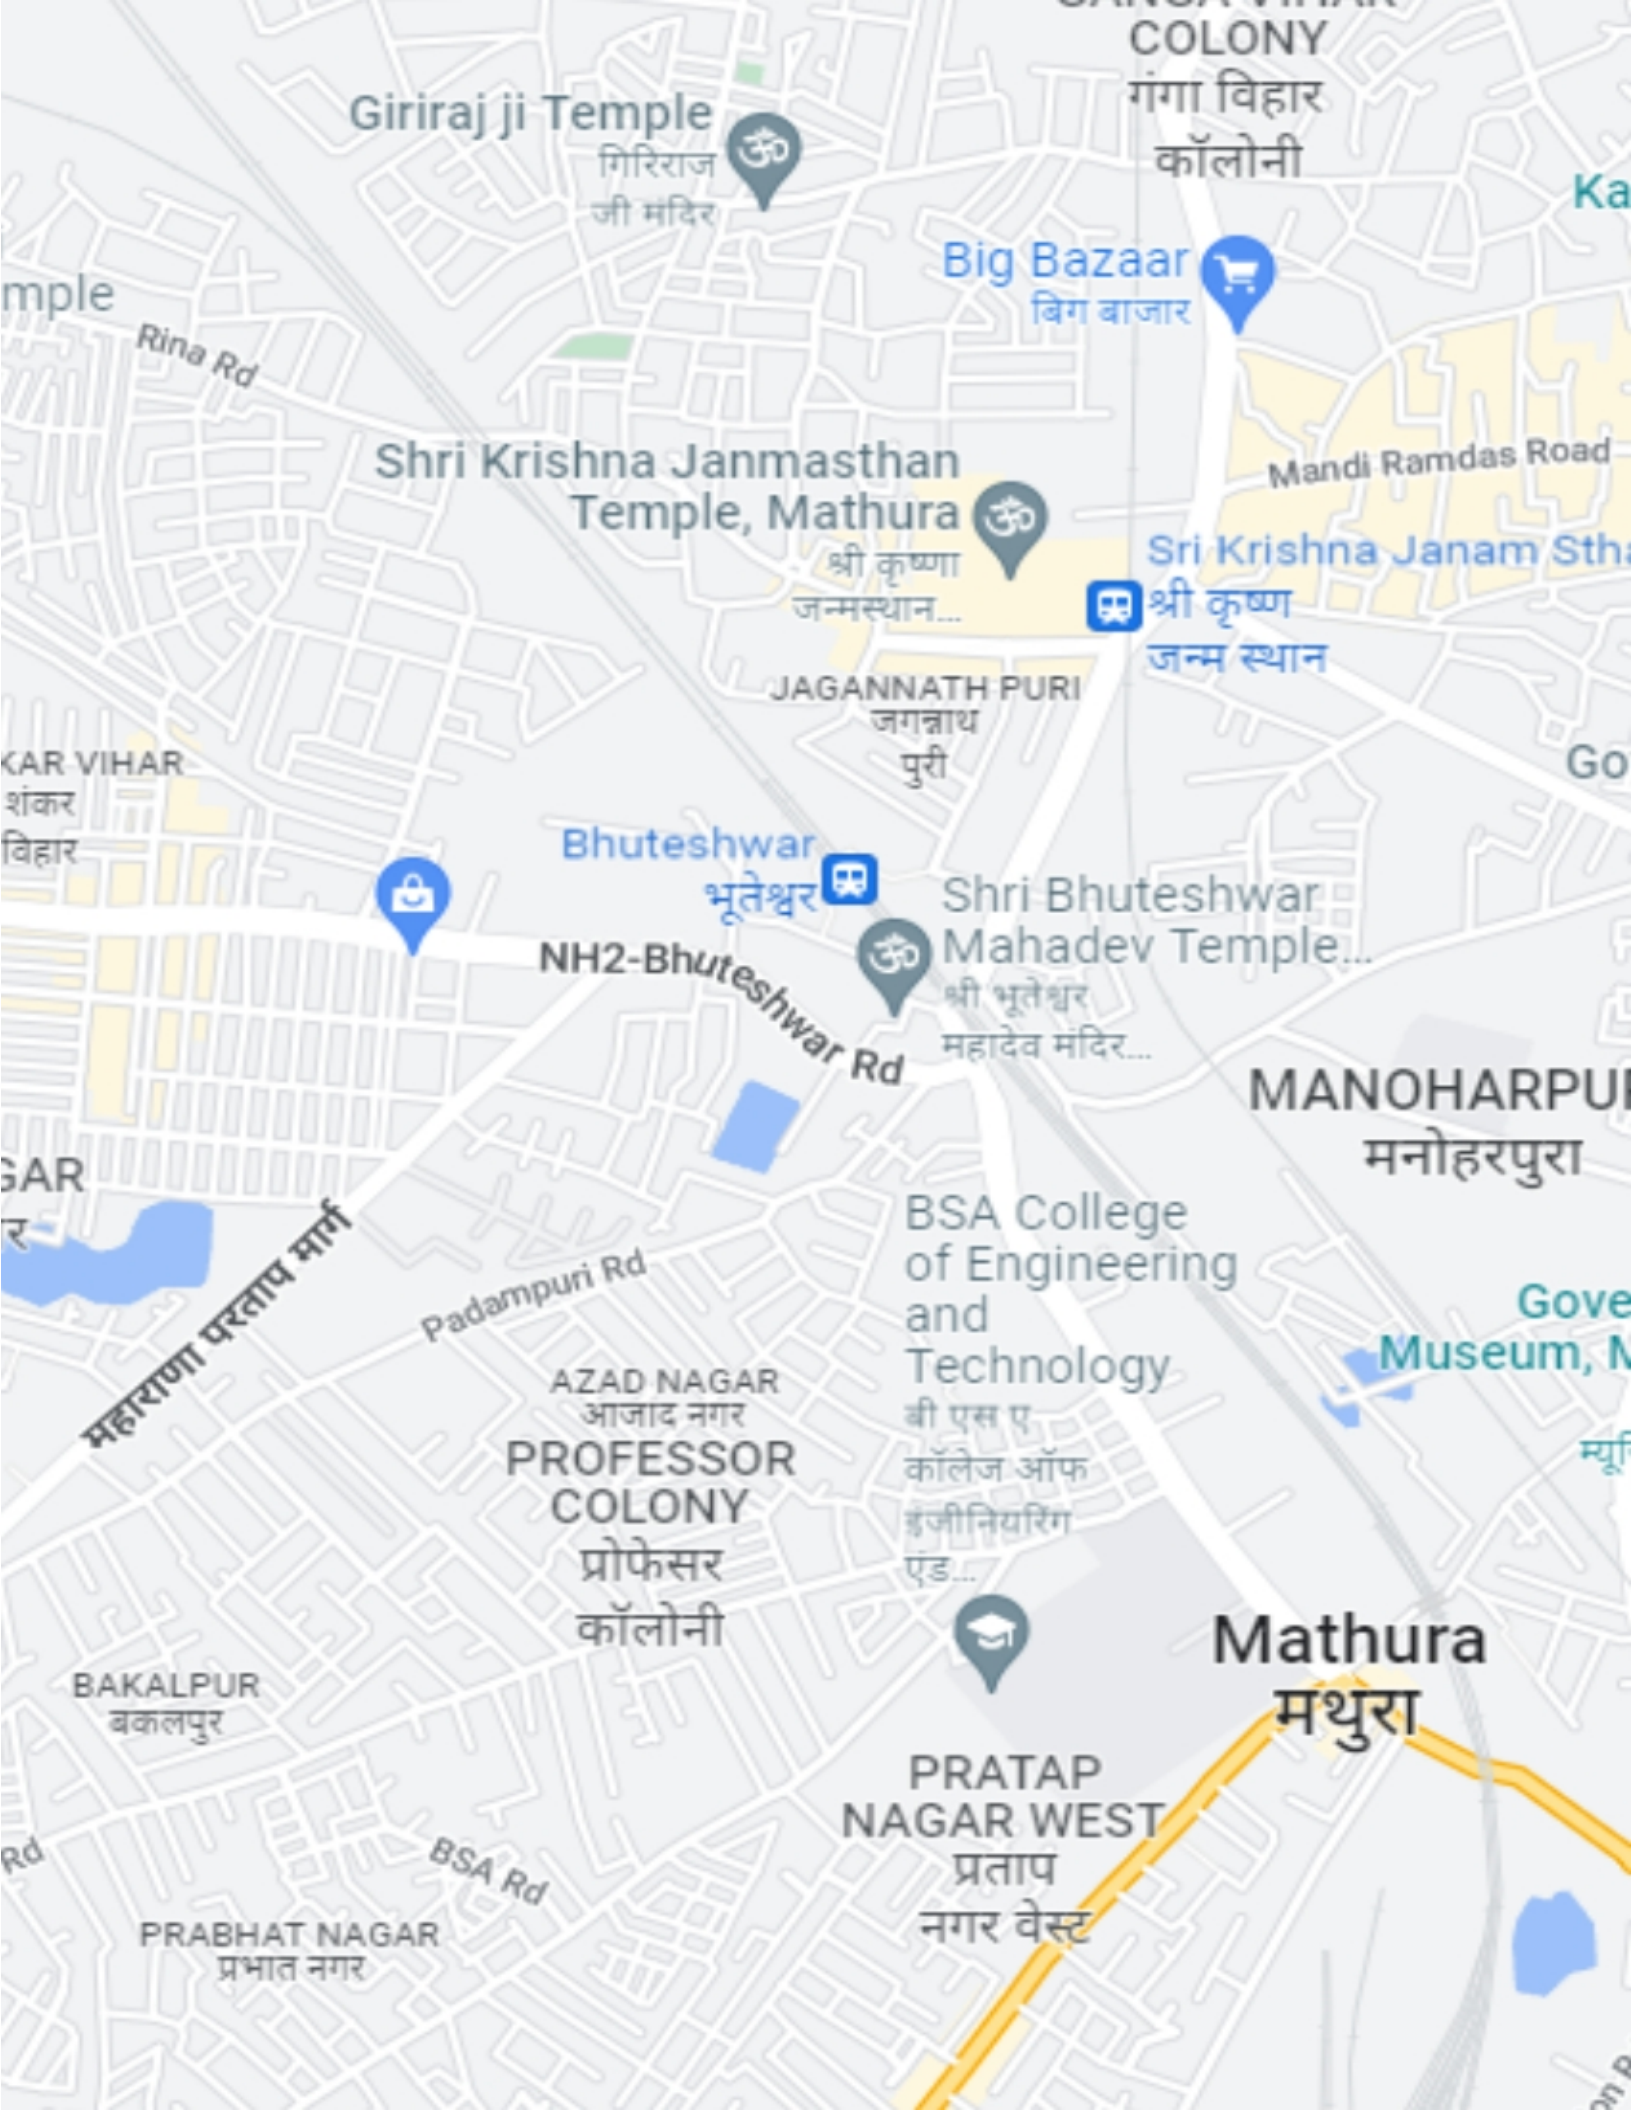 COLONY
गंगा विहार
कॉलोनी
Giriraj ji Temple
गिरिराज
जी मंदिर
Ka
Big Bazaar
बिग बाजार
mple
Rina Rd
Mandi Ramdas Road
Shri Krishna Janmasthan
Temple, Mathura
श्री कृष्णा
जन्मस्थान...
Sri Krishna Janam Stha
श्री कृष्ण
जन्म स्थान
JAGANNATH PURI
जगन्नाथ
पुरी
Go
KAR VIHAR
शंकर
विहार
Bhuteshwar
भूतेश्वर
Shri Bhuteshwar
Mahadev Temple...
श्री भूतेश्वर
महादेव मंदिर...
NH2-Bhuteshwar Rd
MANOHARPUR
मनोहरपुरा
GAR
र
महाराणा परताप मार्ग
Padampuri Rd
BSA College
of Engineering
and
Technology
बी एस ए
कॉलेज ऑफ
इंजीनियरिंग
एंड...
Gove
Museum, M
म्यू
AZAD NAGAR
आजाद नगर
PROFESSOR
COLONY
प्रोफेसर
कॉलोनी
Mathura
मथुरा
BAKALPUR
बकलपुर
PRATAP
NAGAR WEST
प्रताप
नगर वेस्ट
Rd
BSA Rd
PRABHAT NAGAR
प्रभात नगर